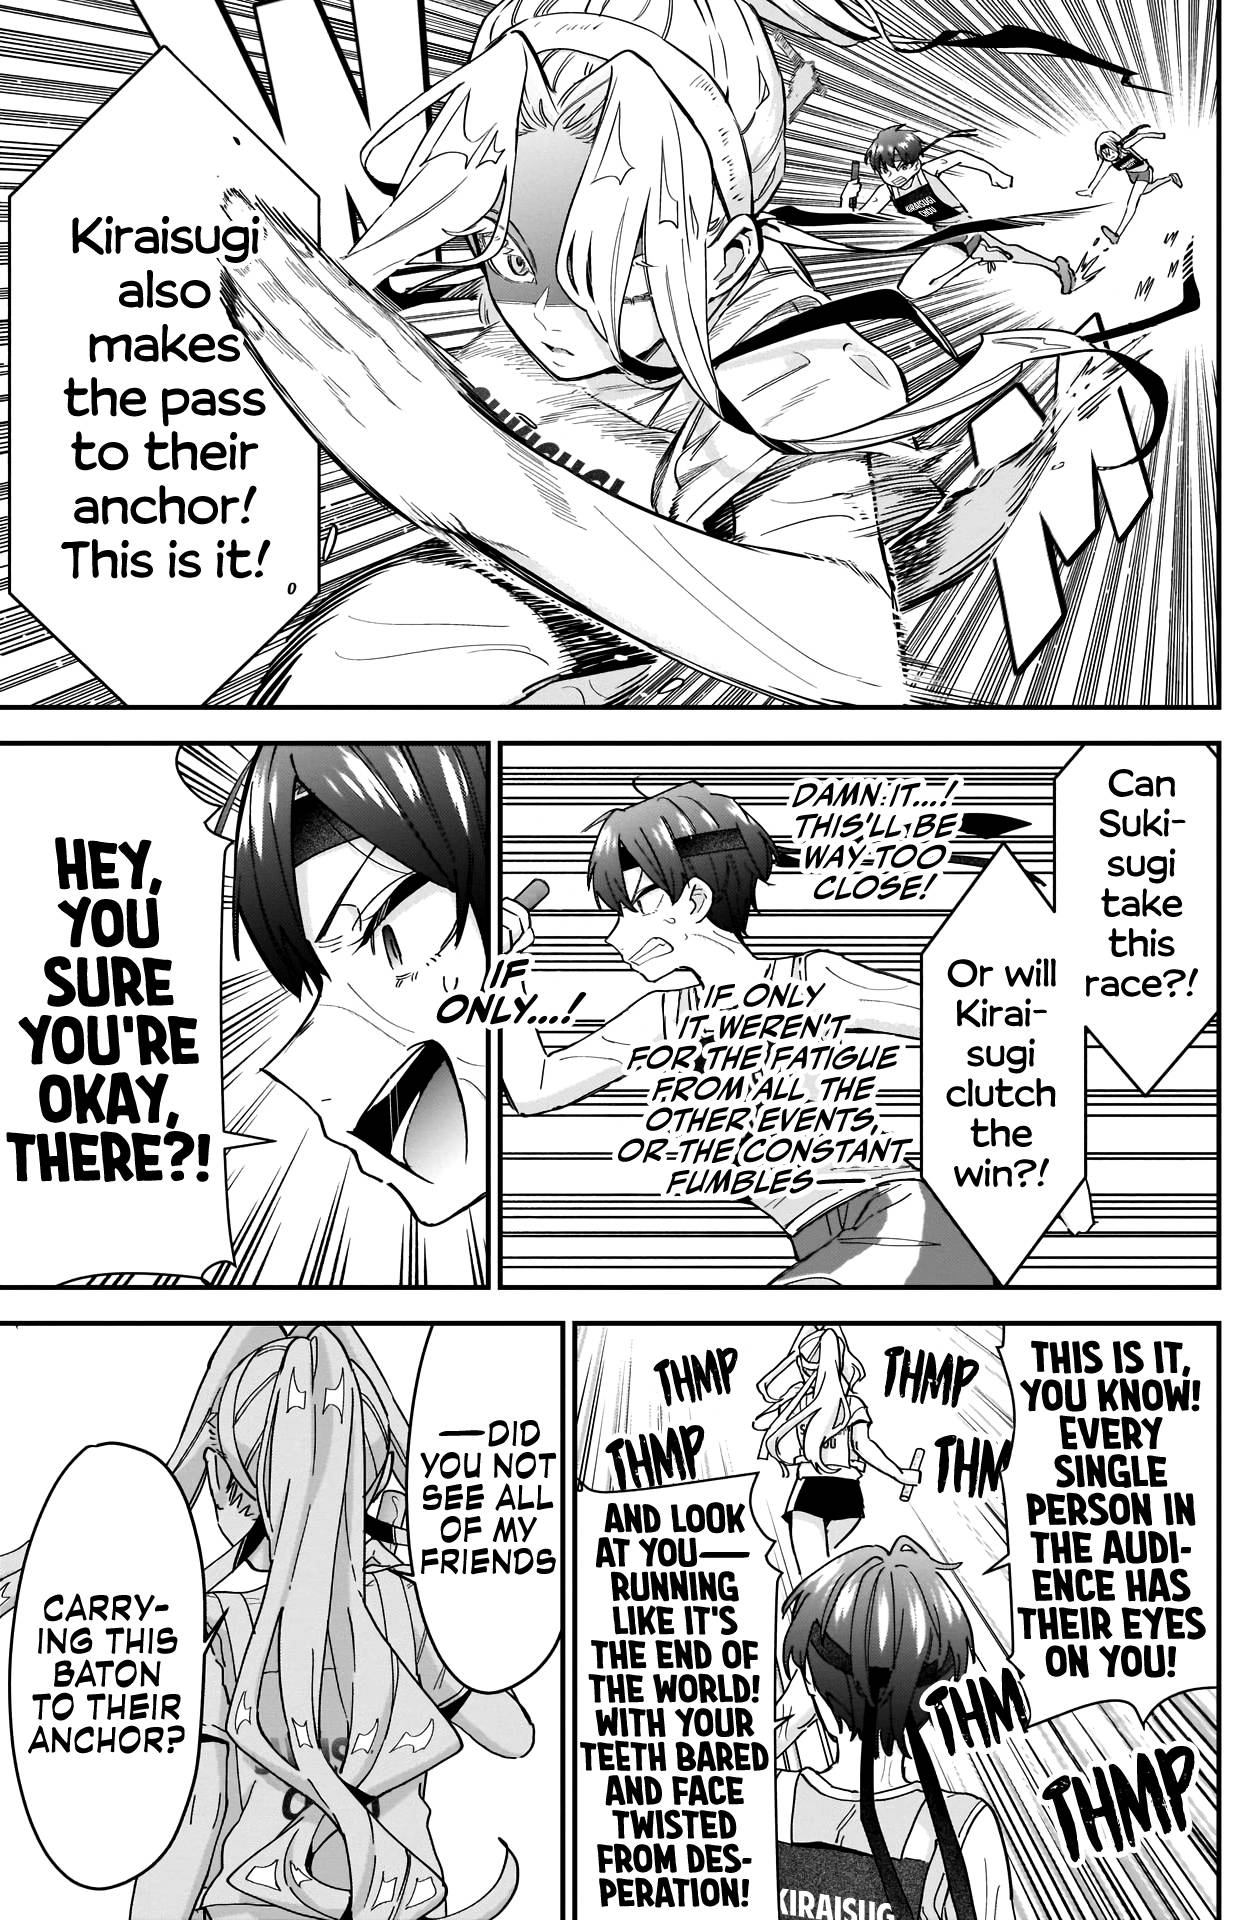 KIRAISUGI
CHUU
Kiraisugi
also
makes
the pass
to their
anchor!
This is it!
SUKISUGI
Can
Suki-
sugi
take
this
race?!
Or will
Kirai-
sugi
clutch
the
win?!
DAMN IT...!
THIS'LL BE
WAY TOO
CLOSE!
IF ONLY
IT WEREN'T
FOR THE FATIGUE
FROM ALL THE
OTHER EVENTS,
OR THE CONSTANT
FUMBLES——
IF
ONLY...!
HEY,
YOU
SURE
YOU'RE
OKAY,
THERE?!
THIS IS IT,
YOU KNOW!
EVERY
SINGLE
PERSON IN
THE AUDI-
ENCE HAS
THEIR EYES
ON YOU!
THMP
THMP
THMP
THM
THM
THMP
AND LOOK
AT YOU——
RUNNING
LIKE IT'S
THE END OF
THE WORLD!
WITH YOUR
TEETH BARED
AND FACE
TWISTED
FROM DES-
PERATION!
KIRAISUG
——DID
YOU NOT
SEE ALL
OF MY
FRIENDS
CARRY-
ING THIS
BATON
TO THEIR
ANCHOR?